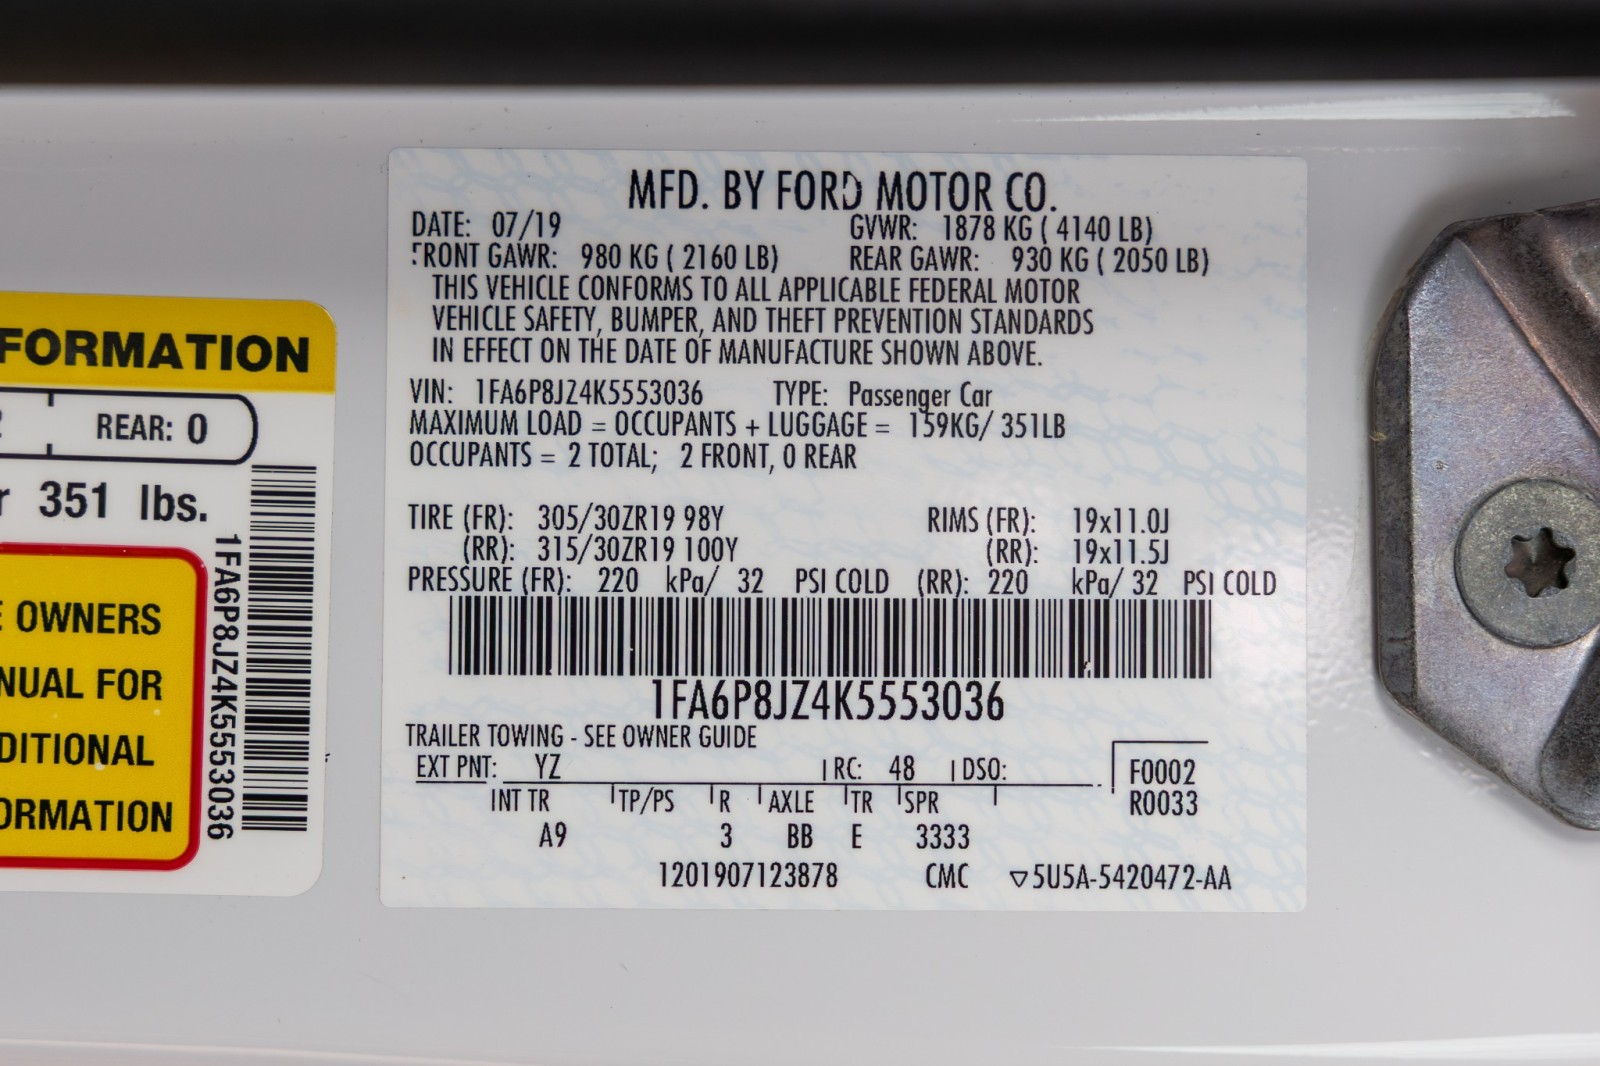 FORMATION
REAR: 0
351 lbs.
OWNERS
FOR
1FA6P8JZ4K5553036
MFD. BY FORD MOTOR CO.
DATE: 07/19 GVWR: 1878 KG ( 4140 LB)
FRONT GAWR: 980 KG ( 2160 LB) REAR GAWR: 930 KG ( 2050 LB)
THIS VEHICLE CONFORMS TO ALL APPLICABLE FEDERAL MOTOR
VEHICLE SAFETY, BUMPER, AND THEFT PREVENTION STANDARDS
IN EFFECT ON THE DATE OF MANUFACTURE SHOWN ABOVE.
VIN: 1FA6P8JZ4K5553036 TYPE: Passenger Car
MAXIMUM LOAD = OCCUPANTS + LUGGAGE = 159KG/ 351LB
OCCUPANTS = 2 TOTAL; 2 FRONT, 0 REAR
TIRE (FR): 305/30ZR19 98Y RIMS (FR): 19x11.0J
(RR): 315/30ZR19 100Y (RR): 19x11.5J
PRESSURE (FR): 220 kPa/ 32 PSI COLD (RR): 220 kPa/ 32 PSI COLD
1FA6P8JZ4K5553036
TRAILER TOWING - SEE OWNER GUIDE
EXT PNT: YZ RC: 48 DSO: F0002
INT TR TP/PS R AXLE TR SPR R0033
A9 3 BB E 3333
1201907123878 CMC ▽5U5A-5420472-AA